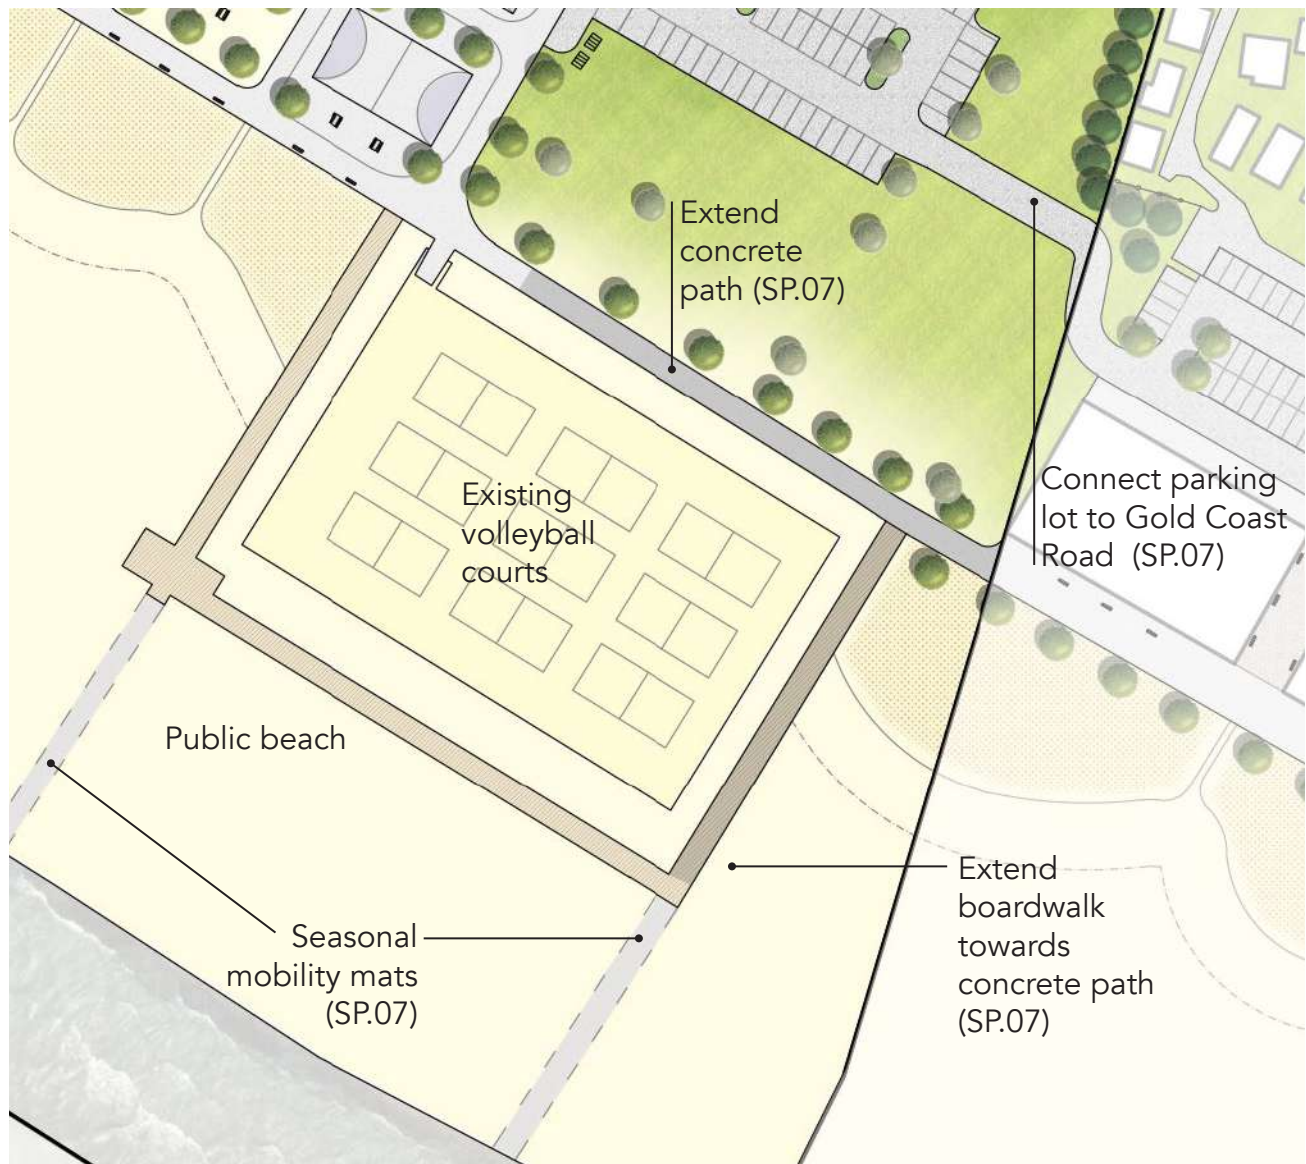 Extend
concrete
path (SP.07)
Existing
volleyball
courts
Connect parking
lot to Gold Coast
Road (SP.07)
Public beach
Seasonal
mobility mats
(SP.07)
Extend
boardwalk
towards
concrete path
(SP.07)